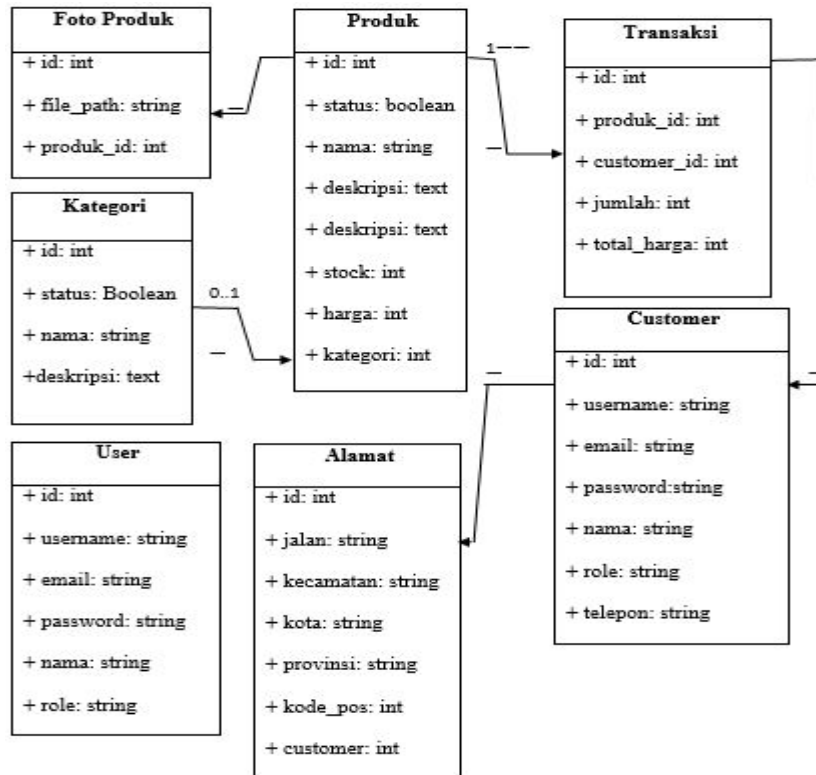 Foto Produk
+ id: int
+ file_path: string
+ produk_id: int
Produk
+ id: int
+ status: boolean
+ nama: string
+ deskripsi: text
+ deskripsi: text
+ stock: int
+ harga: int
+ kategori: int
1
Transaksi
+ id: int
+ produk_id: int
+ customer_id: int
+ jumlah: int
+ total_harga: int
Kategori
+ id: int
+ status: Boolean
+ nama: string
+deskripsi: text
0..1
Customer
+ id: int
+ username: string
+ email: string
+ password:string
+ nama: string
+ role: string
+ telepon: string
User
+ id: int
+ username: string
+ email: string
+ password: string
+ nama: string
+ role: string
Alamat
+ id: int
+ jalan: string
+ kecamatan: string
+ kota: string
+ provinsi: string
+ kode_pos: int
+ customer: int